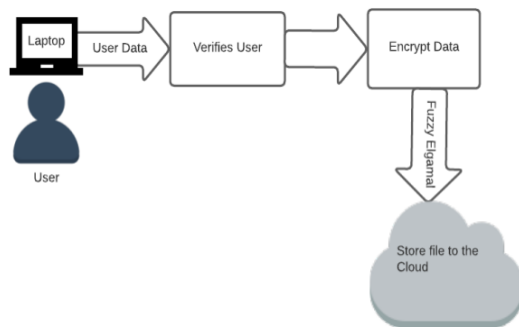 Laptop
User Data
Verifies User
Encrypt Data
Fuzzy Elgamal
User
Store file to the
Cloud